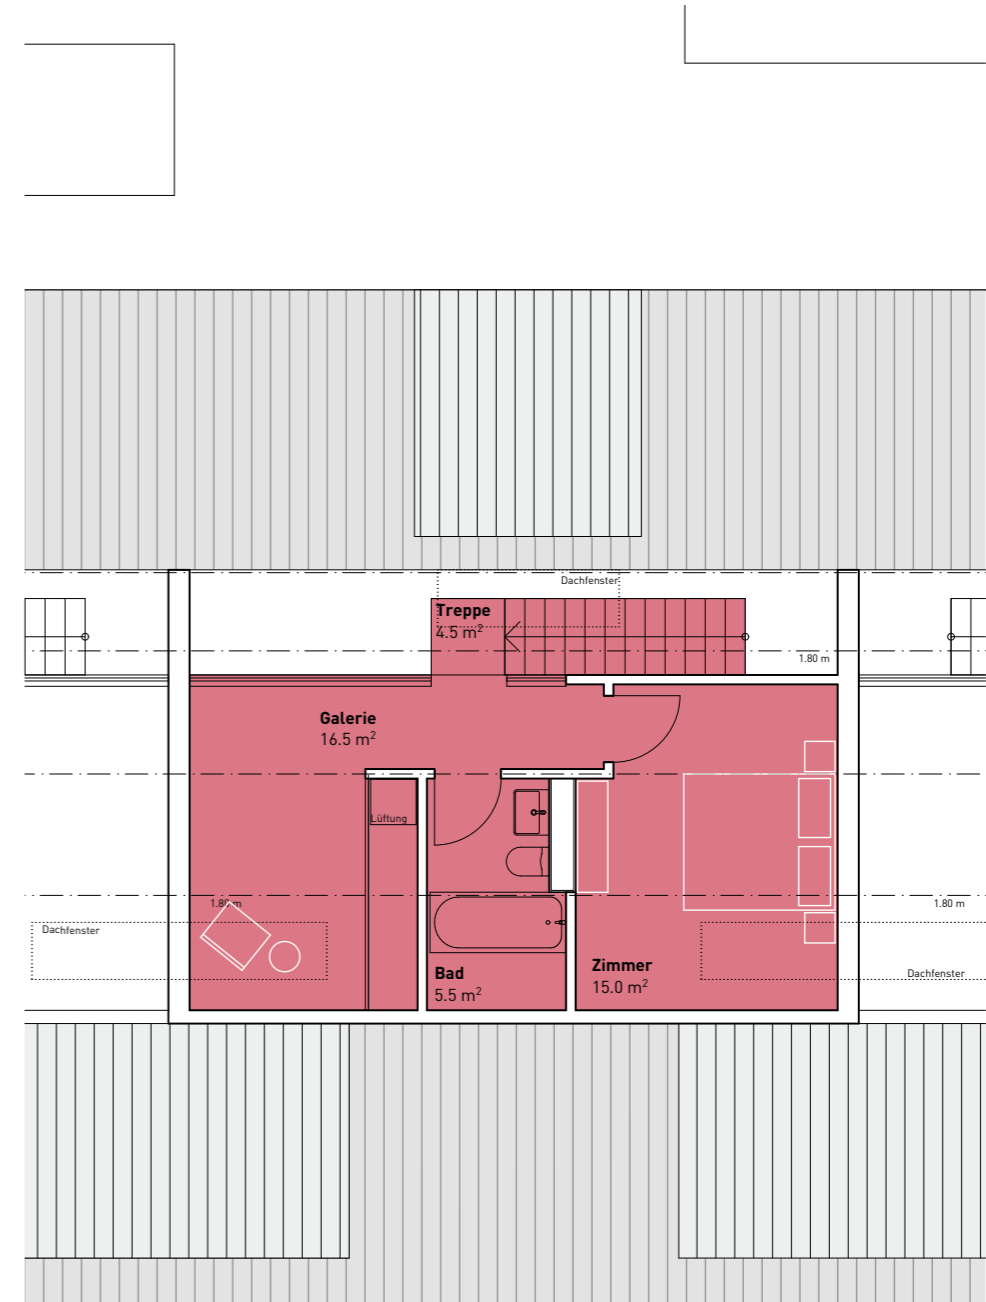 Dachfenster
Treppe
4.5 m²
1.80 m
Galerie
16.5 m²
Lüftung
1.80 m
1.80 m
Dachfenster
Zimmer
15.0 m²
Bad
5.5 m²
Dachfenster